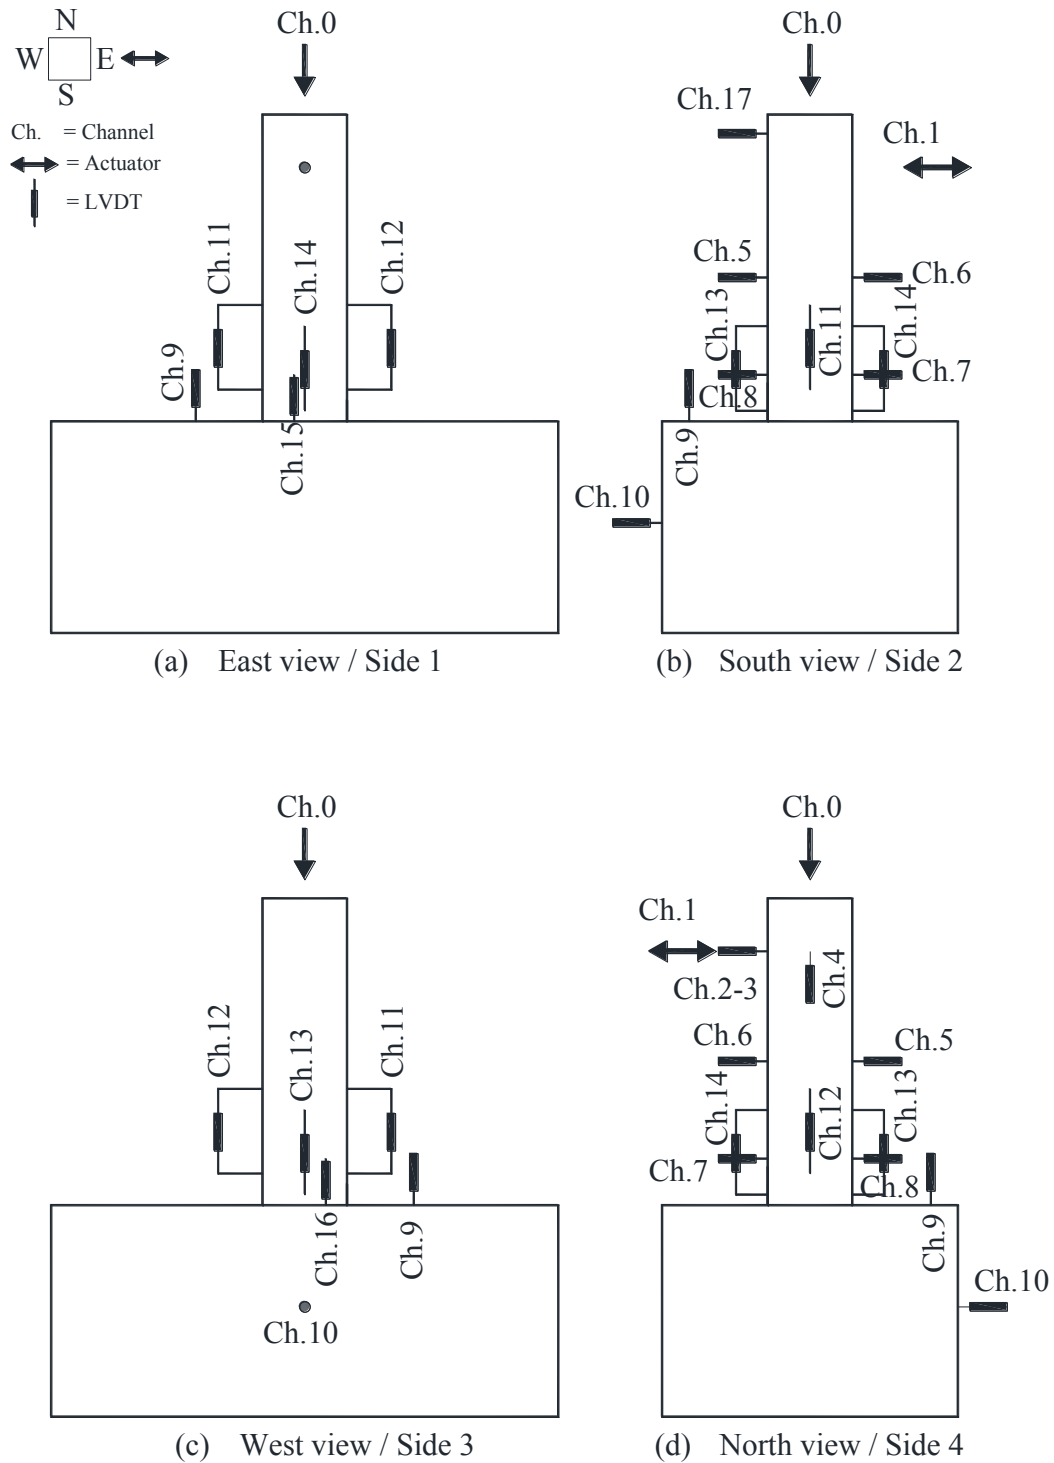 N
W E
S
Ch. = Channel
= Actuator
= LVDT
Ch.0
Ch.11
Ch.14
Ch.12
Ch.9
Ch.15
(a) East view / Side 1
Ch.0
Ch.17
Ch.1
Ch.5
Ch.6
Ch.13
Ch.11
Ch.14
Ch.8
Ch.7
Ch.9
Ch.10
(b) South view / Side 2
Ch.0
Ch.12
Ch.13
Ch.11
Ch.16
Ch.9
Ch.10
(c) West view / Side 3
Ch.0
Ch.1
Ch.2-3
Ch.4
Ch.6
Ch.5
Ch.14
Ch.12
Ch.13
Ch.7
Ch.8
Ch.9
Ch.10
(d) North view / Side 4